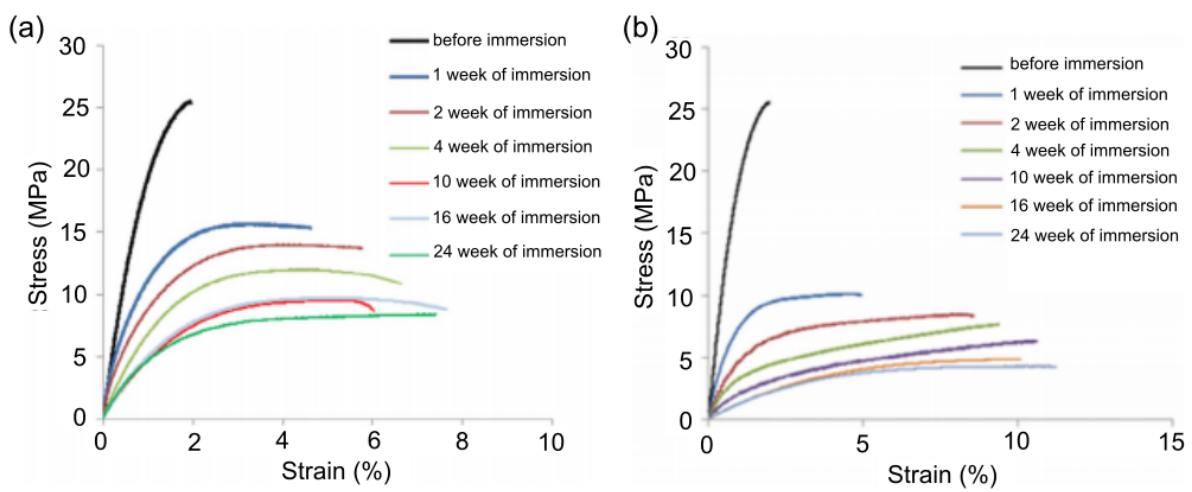 (a)
30
25
20
15
10
5
0
Stress (MPa)
before immersion
1 week of immersion
2 week of immersion
4 week of immersion
10 week of immersion
16 week of immersion
24 week of immersion
0 2 4 6 8 10
Strain (%)
(b)
30
25
20
15
10
5
0
Stress (MPa)
before immersion
1 week of immersion
2 week of immersion
4 week of immersion
10 week of immersion
16 week of immersion
24 week of immersion
0 5 10 15
Strain (%)